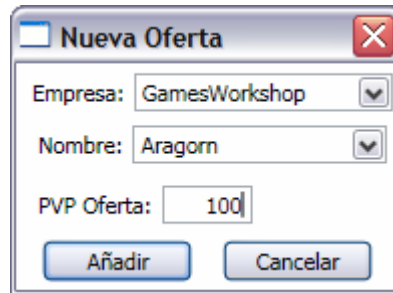 Nueva Oferta
Empresa: GamesWorkshop
Nombre: Aragorn
PVP Oferta: 100
Añadir Cancelar